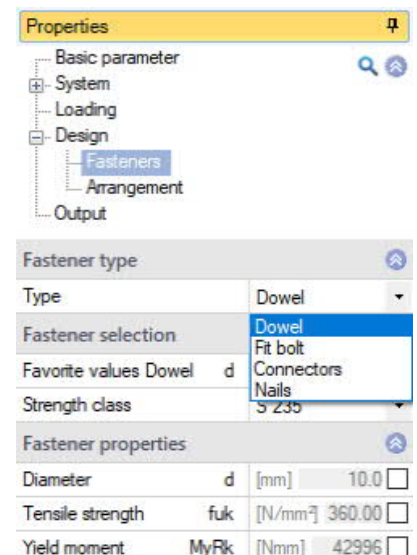 Properties
Basic parameter
System
Loading
Design
Fasteners
Arrangement
Output
Fastener type
Type Dowel
Fastener selection Dowel
Fit bolt
Favorite values Dowel d Connectors
Nails
Strength class S 235
Fastener properties
Diameter d [mm] 10.0
Tensile strength fuk [N/mm²] 360.00
Yield moment MyRk [Nmm] 42996